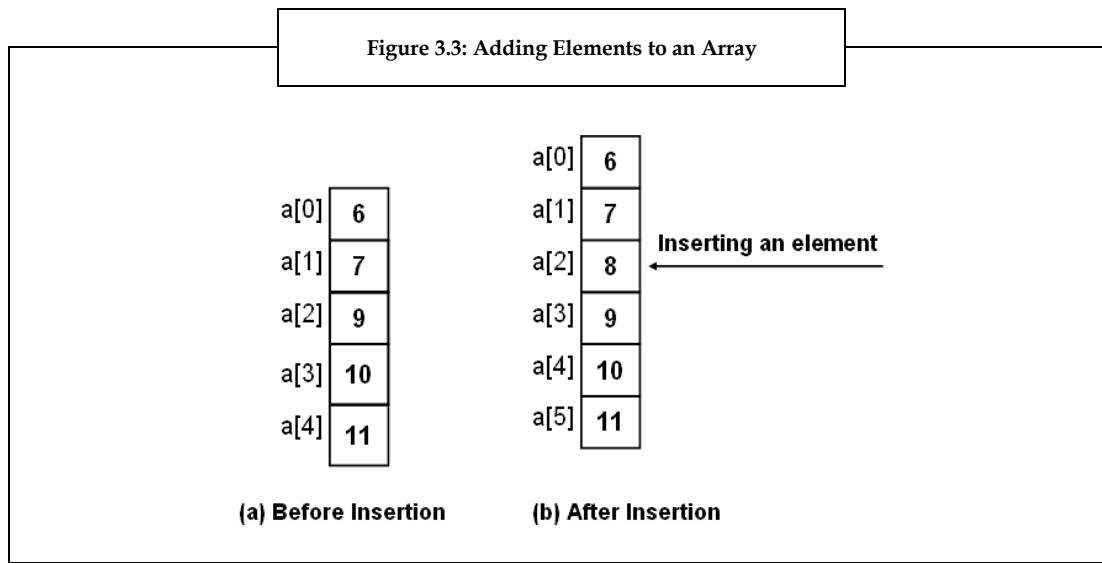 Figure 3.3: Adding Elements to an Array
a[0] 6
a[1] 7
a[2] 9
a[3] 10
a[4] 11
(a) Before Insertion
a[0] 6
a[1] 7
a[2] 8
Inserting an element
a[3] 9
a[4] 10
a[5] 11
(b) After Insertion